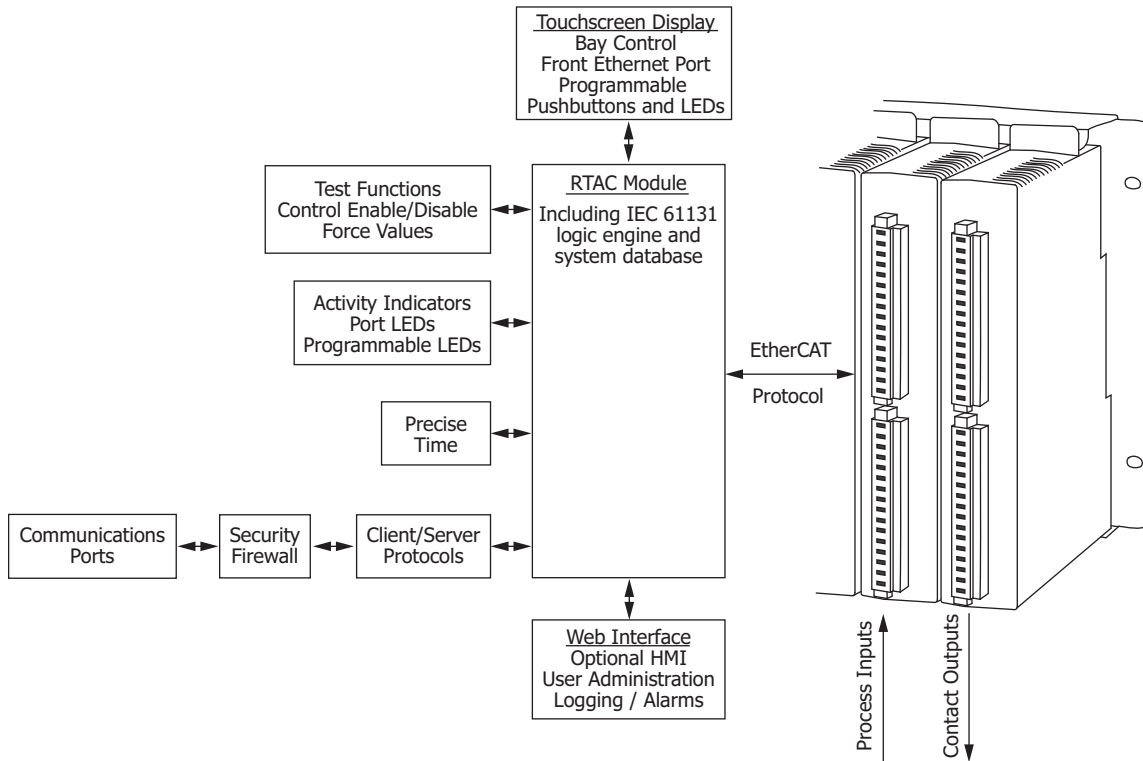 Touchscreen Display
Bay Control
Front Ethernet Port
Programmable
Pushbuttons and LEDs
Test Functions
Control Enable/Disable
Force Values
RTAC Module
Including IEC 61131
logic engine and
system database
Activity Indicators
Port LEDs
Programmable LEDs
EtherCAT
Protocol
Precise
Time
Communications
Ports
Security
Firewall
Client/Server
Protocols
Web Interface
Optional HMI
User Administration
Logging / Alarms
Process Inputs
Contact Outputs